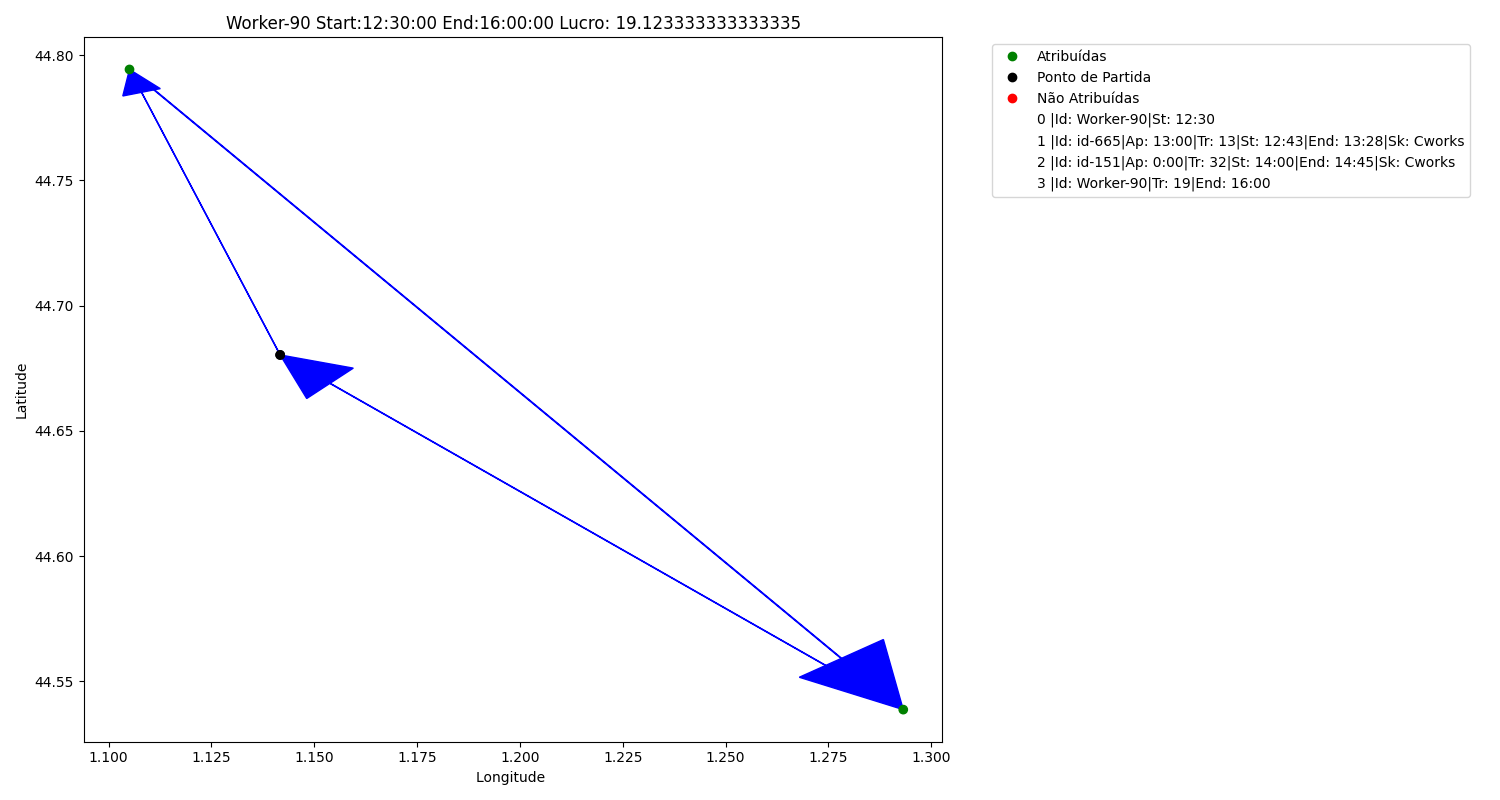 Worker-90 Start:12:30:00 End:16:00:00 Lucro: 19.123333333333335
44.80
44.75
44.70
44.65
44.60
44.55
Latitude
1.100 1.125 1.150 1.175 1.200 1.225 1.250 1.275 1.300
Longitude
Atribuídas
Ponto de Partida
Não Atribuídas
0 |Id: Worker-90|St: 12:30
1 |Id: id-665|Ap: 13:00|Tr: 13|St: 12:43|End: 13:28|Sk: Cworks
2 |Id: id-151|Ap: 0:00|Tr: 32|St: 14:00|End: 14:45|Sk: Cworks
3 |Id: Worker-90|Tr: 19|End: 16:00